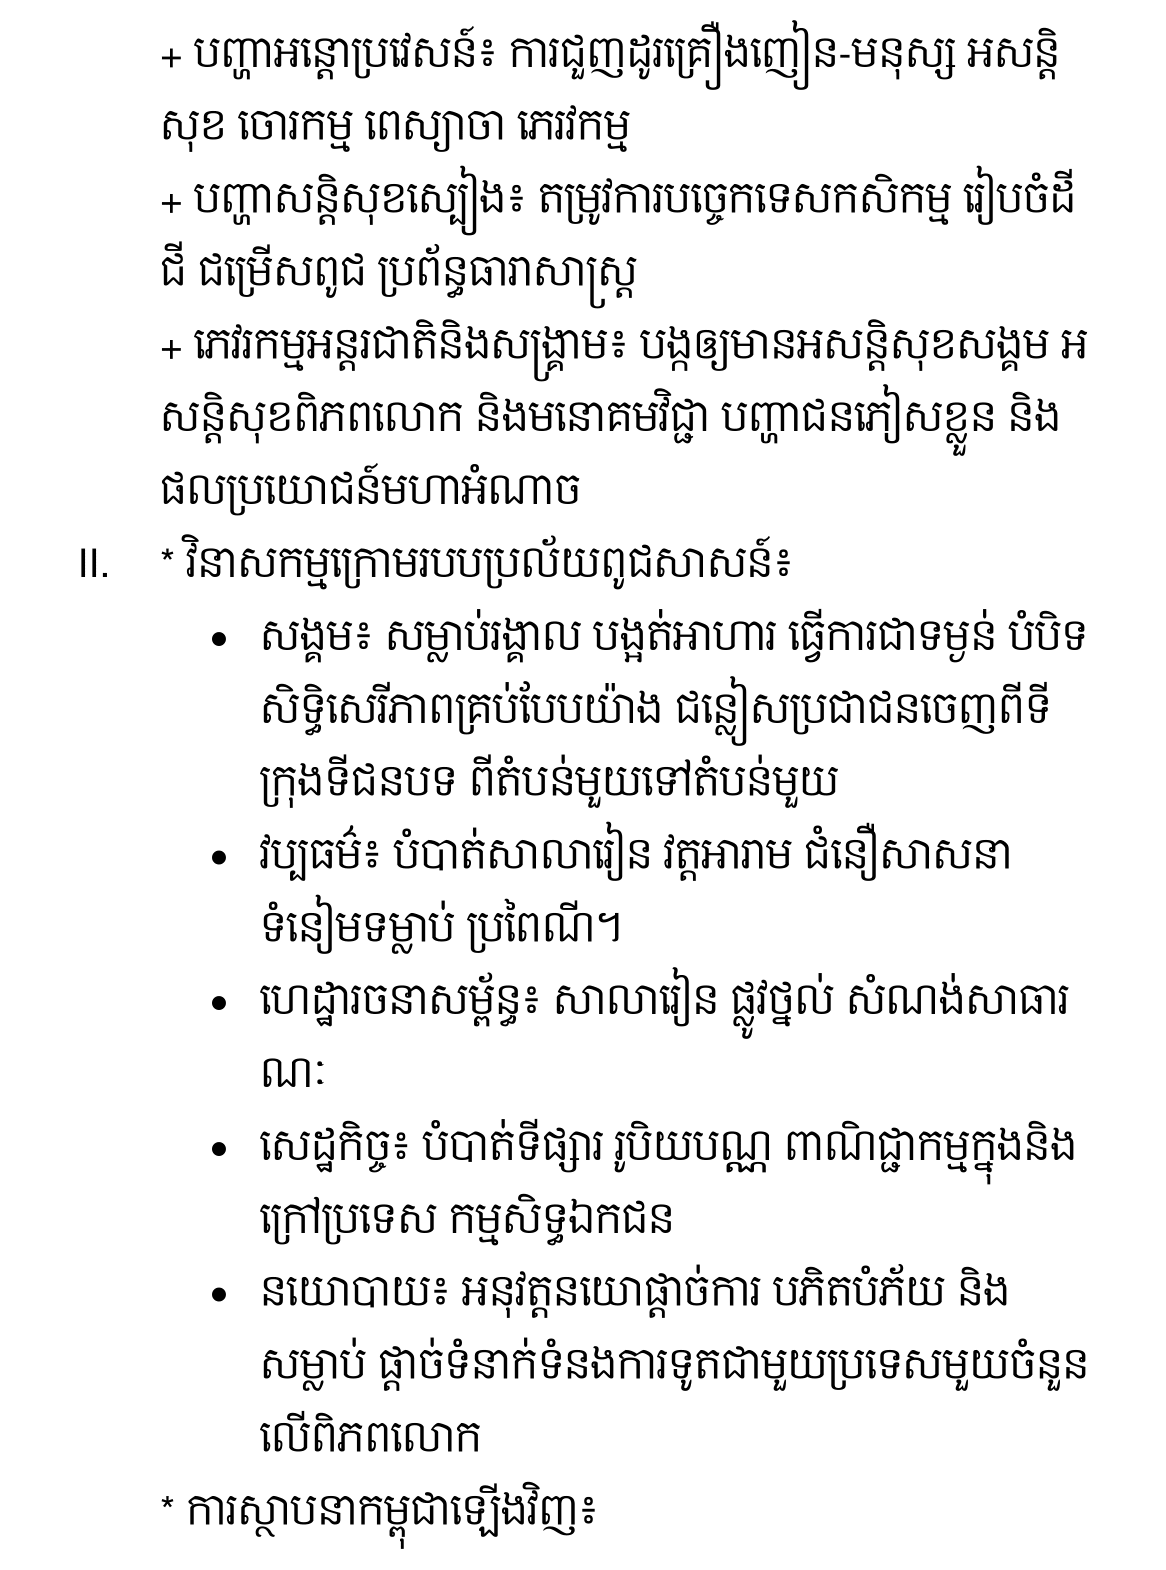 + បញ្ហាអន្តោប្រវេសន៍៖ ការជួញដូរគ្រឿងញៀន-មនុស្ស អសន្តិ
សុខ ចោរកម្ម ពេស្យាចា ភេរវកម្ម
+ បញ្ហាសន្តិសុខស្បៀង៖ តម្រូវការបច្ចេកទេសកសិកម្ម រៀបចំដី
ជី ជម្រើសពូជ ប្រព័ន្ធធារាសាស្ត្រ
+ ភេវរកម្មអន្តរជាតិនិងសង្គ្រាម៖ បង្កឲ្យមានអសន្តិសុខសង្គម អ
សន្តិសុខពិភពលោក និងមនោគមវិជ្ជា បញ្ហាជនភៀសខ្លួន និង
ផលប្រយោជន៍មហាអំណាច
II. * វិនាសកម្មក្រោមរបបប្រល័យពូជសាសន៍៖
• សង្គម៖ សម្លាប់រង្គាល បង្អត់អាហារ ធ្វើការជាទម្ងន់ បំបិទ
សិទ្ធិសេរីភាពគ្រប់បែបយ៉ាង ជន្លៀសប្រជាជនចេញពីទី
ក្រុងទីជនបទ ពីតំបន់មួយទៅតំបន់មួយ
• វប្បធម៌៖ បំបាត់សាលារៀន វត្តអារាម ជំនឿសាសនា
ទំនៀមទម្លាប់ ប្រពៃណី។
• ហេដ្ឋារចនាសម្ព័ន្ធ៖ សាលារៀន ផ្លូវថ្នល់ សំណង់សាធារ
ណៈ
• សេដ្ឋកិច្ច៖ បំបាត់ទីផ្សារ រូបិយបណ្ណ ពាណិជ្ជាកម្មក្នុងនិង
ក្រៅប្រទេស កម្មសិទ្ធឯកជន
• នយោបាយ៖ អនុវត្តនយោផ្តាច់ការ បភិតបំភ័យ និង
សម្លាប់ ផ្តាច់ទំនាក់ទំនងការទូតជាមួយប្រទេសមួយចំនួន
លើពិភពលោក
* ការស្ថាបនាកម្ពុជាឡើងវិញ៖